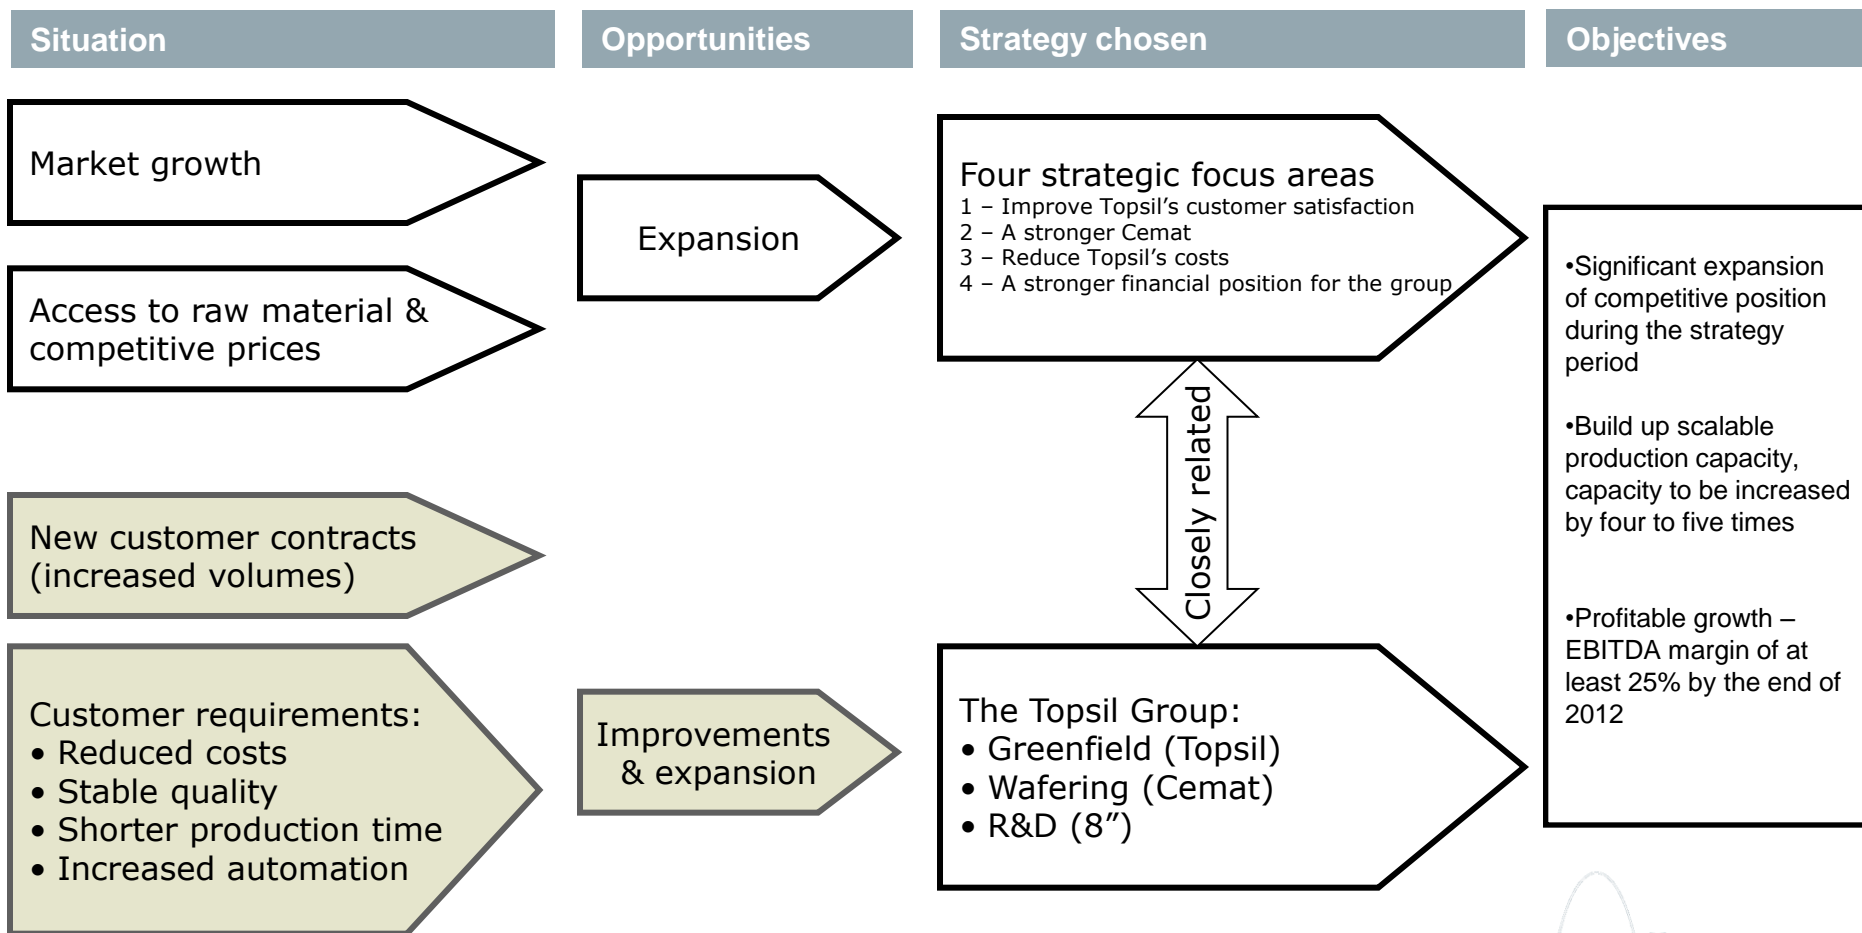 Situation
Opportunities
Strategy chosen
Objectives
Market growth
Access to raw material &
competitive prices
New customer contracts
(increased volumes)
Customer requirements:
• Reduced costs
• Stable quality
• Shorter production time
• Increased automation
Expansion
Improvements
& expansion
Four strategic focus areas
1 – Improve Topsil’s customer satisfaction
2 – A stronger Cemat
3 – Reduce Topsil’s costs
4 – A stronger financial position for the group
Closely related
The Topsil Group:
• Greenfield (Topsil)
• Wafering (Cemat)
• R&D (8”)
•Significant expansion
of competitive position
during the strategy
period
•Build up scalable
production capacity,
capacity to be increased
by four to five times
•Profitable growth –
EBITDA margin of at
least 25% by the end of
2012